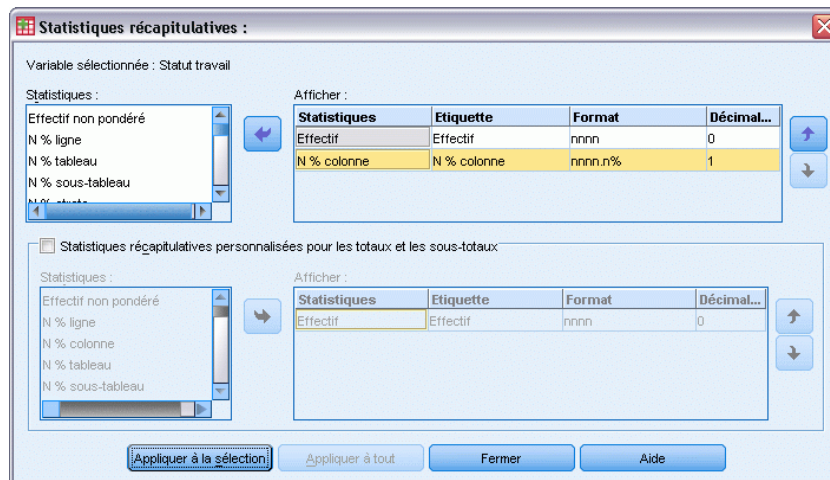 Statistiques récapitulatives :
Variable sélectionnée : Statut travail
Statistiques :
Effectif non pondéré
N % ligne
N % tableau
N % sous-tableau
N % strate
Afficher :
Statistiques Etiquette Format Décimal...
Effectif Effectif nnnn 0
N % colonne N % colonne nnnn.n% 1
Statistiques récapitulatives personnalisées pour les totaux et les sous-totaux
Statistiques :
Effectif non pondéré
N % ligne
N % colonne
N % tableau
N % sous-tableau
Afficher :
Statistiques Etiquette Format Décimal...
Effectif Effectif nnnn 0
Appliquer à la sélection Appliquer à tout Fermer Aide